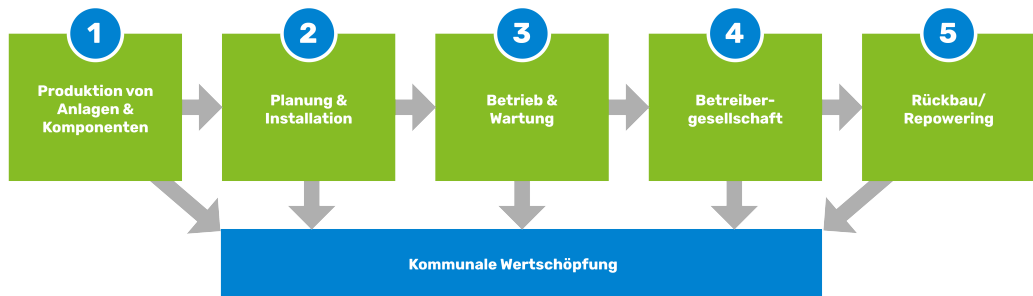 1
Produktion von
Anlagen &
Komponenten
2
Planung &
Installation
3
Betrieb &
Wartung
4
Betreiber-
gesellschaft
5
Rückbau/
Repowering
Kommunale Wertschöpfung